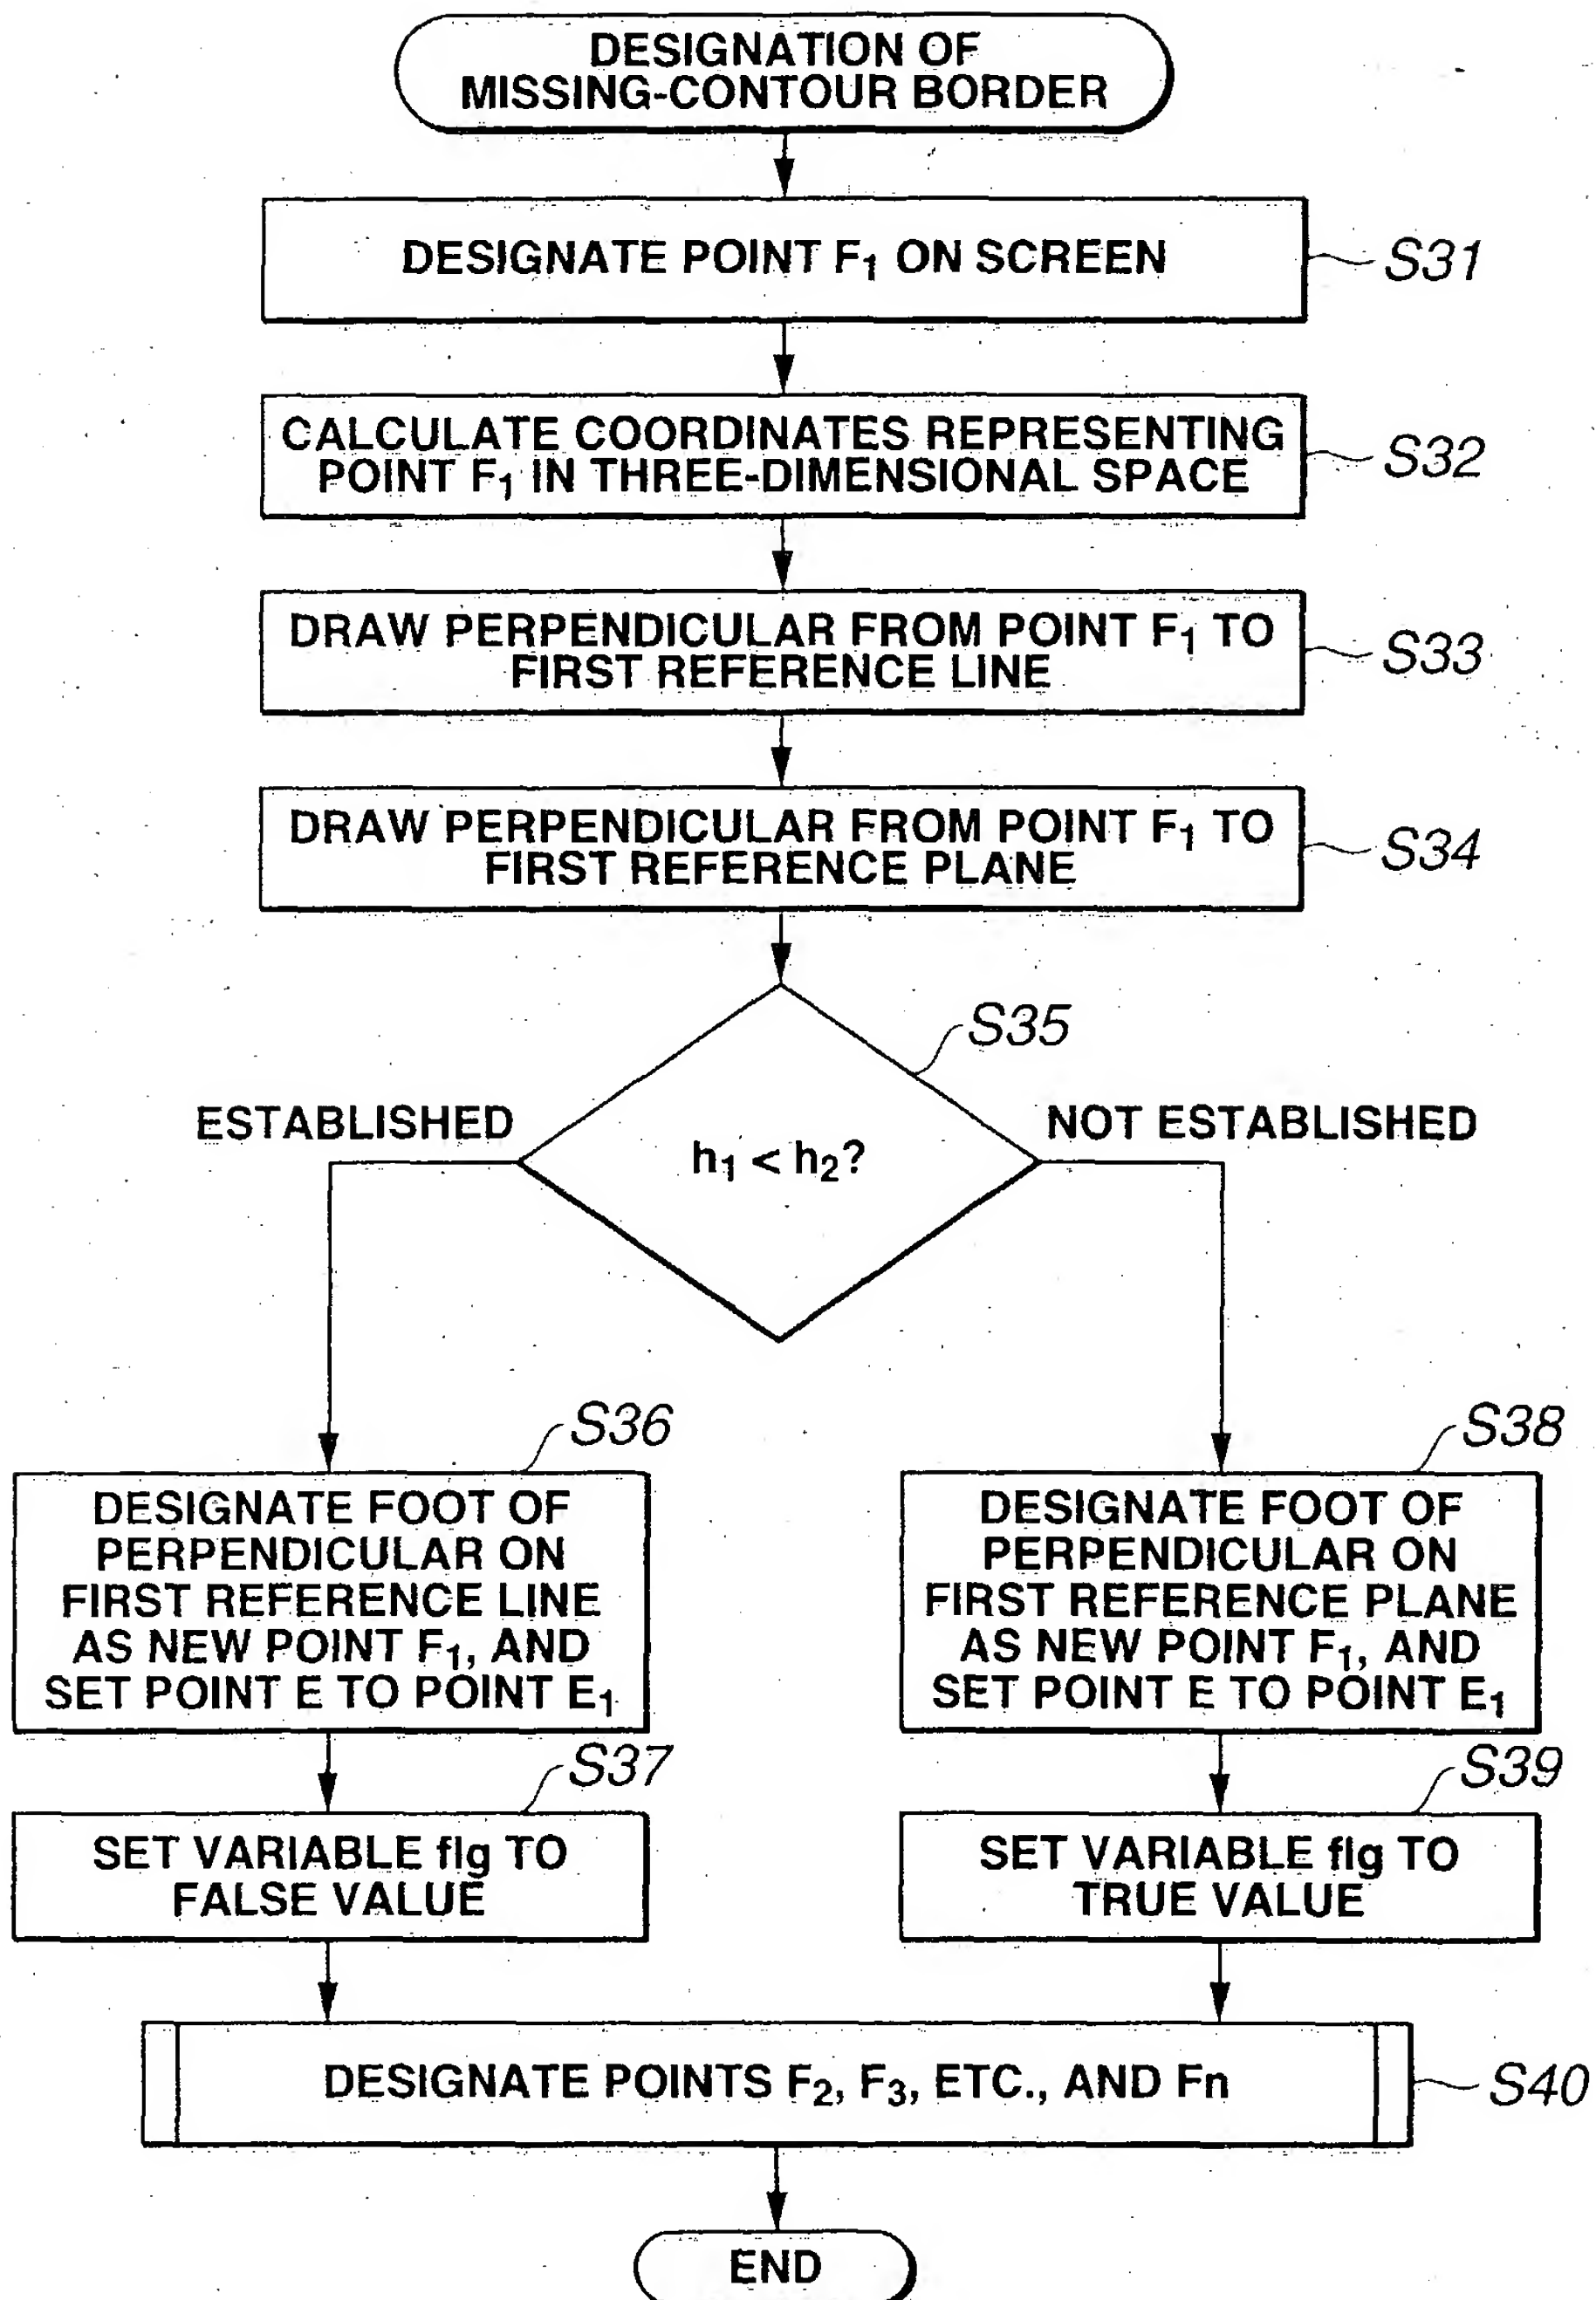 DESIGNATION OF
MISSING-CONTOUR BORDER
DESIGNATE POINT F₁ ON SCREEN
S31
CALCULATE COORDINATES REPRESENTING
POINT F₁ IN THREE-DIMENSIONAL SPACE
S32
DRAW PERPENDICULAR FROM POINT F₁ TO
FIRST REFERENCE LINE
S33
DRAW PERPENDICULAR FROM POINT F₁ TO
FIRST REFERENCE PLANE
S34
S35
ESTABLISHED
NOT ESTABLISHED
h₁ < h₂?
S36
DESIGNATE FOOT OF
PERPENDICULAR ON
FIRST REFERENCE LINE
AS NEW POINT F₁, AND
SET POINT E TO POINT E₁
S38
DESIGNATE FOOT OF
PERPENDICULAR ON
FIRST REFERENCE PLANE
AS NEW POINT F₁, AND
SET POINT E TO POINT E₁
S37
SET VARIABLE flg TO
FALSE VALUE
S39
SET VARIABLE flg TO
TRUE VALUE
DESIGNATE POINTS F₂, F₃, ETC., AND Fn
S40
END